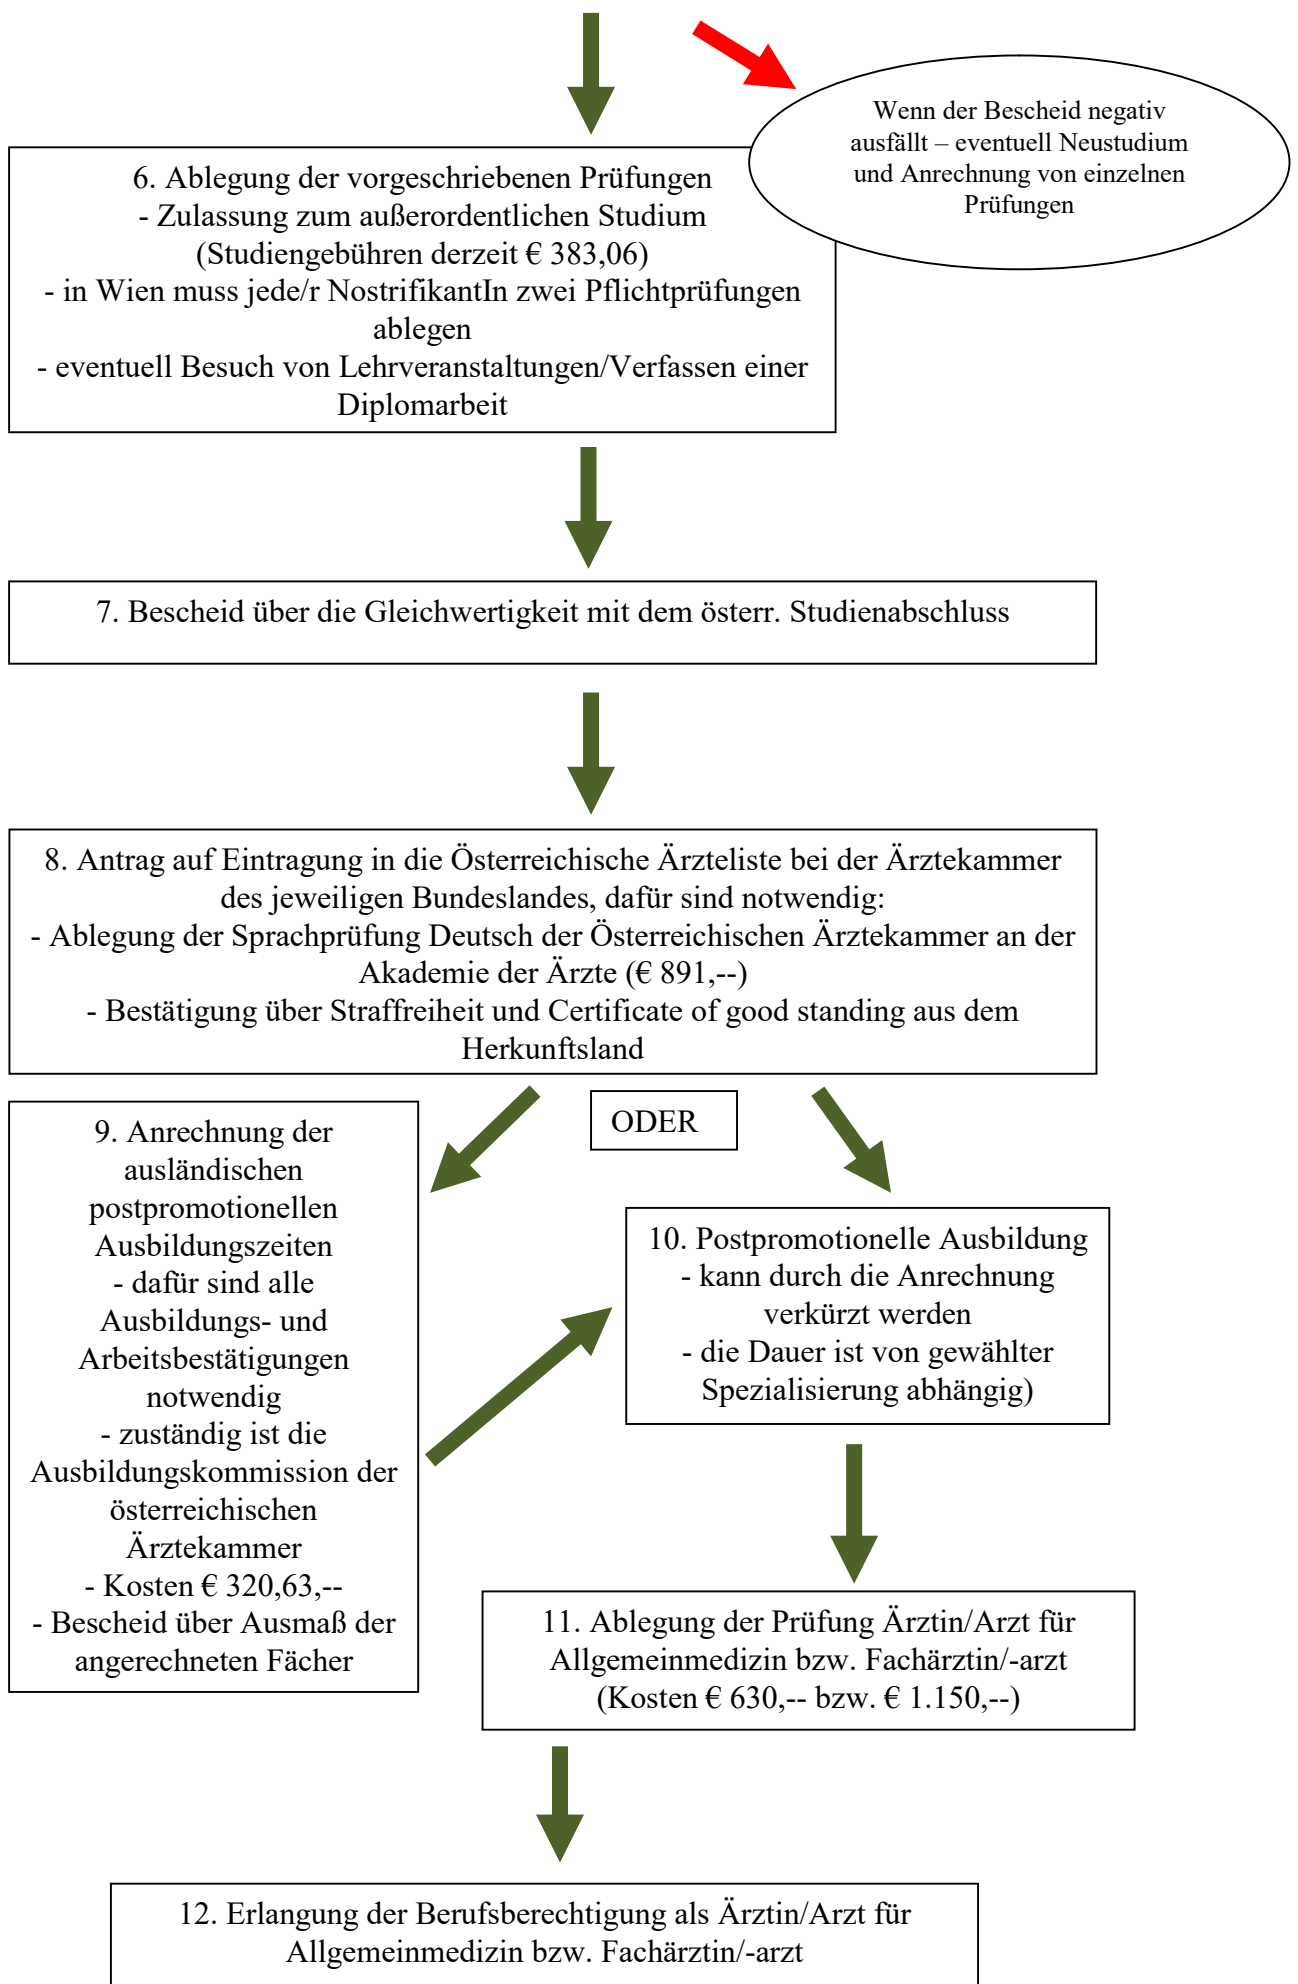 Wenn der Bescheid negativ
ausfällt – eventuell Neustudium
und Anrechnung von einzelnen
Prüfungen
6. Ablegung der vorgeschriebenen Prüfungen
- Zulassung zum außerordentlichen Studium
(Studiengebühren derzeit € 383,06)
- in Wien muss jede/r NostrifikantIn zwei Pflichtprüfungen
ablegen
- eventuell Besuch von Lehrveranstaltungen/Verfassen einer
Diplomarbeit
7. Bescheid über die Gleichwertigkeit mit dem österr. Studienabschluss
8. Antrag auf Eintragung in die Österreichische Ärzteliste bei der Ärztekammer
des jeweiligen Bundeslandes, dafür sind notwendig:
- Ablegung der Sprachprüfung Deutsch der Österreichischen Ärztekammer an der
Akademie der Ärzte (€ 891,--)
- Bestätigung über Straffreiheit und Certificate of good standing aus dem
Herkunftsland
ODER
9. Anrechnung der
ausländischen
postpromotionellen
Ausbildungszeiten
- dafür sind alle
Ausbildungs- und
Arbeitsbestätigungen
notwendig
- zuständig ist die
Ausbildungskommission der
österreichischen
Ärztekammer
- Kosten € 320,63,--
- Bescheid über Ausmaß der
angerechneten Fächer
10. Postpromotionelle Ausbildung
- kann durch die Anrechnung
verkürzt werden
- die Dauer ist von gewählter
Spezialisierung abhängig)
11. Ablegung der Prüfung Ärztin/Arzt für
Allgemeinmedizin bzw. Fachärztin/-arzt
(Kosten € 630,-- bzw. € 1.150,--)
12. Erlangung der Berufsberechtigung als Ärztin/Arzt für
Allgemeinmedizin bzw. Fachärztin/-arzt